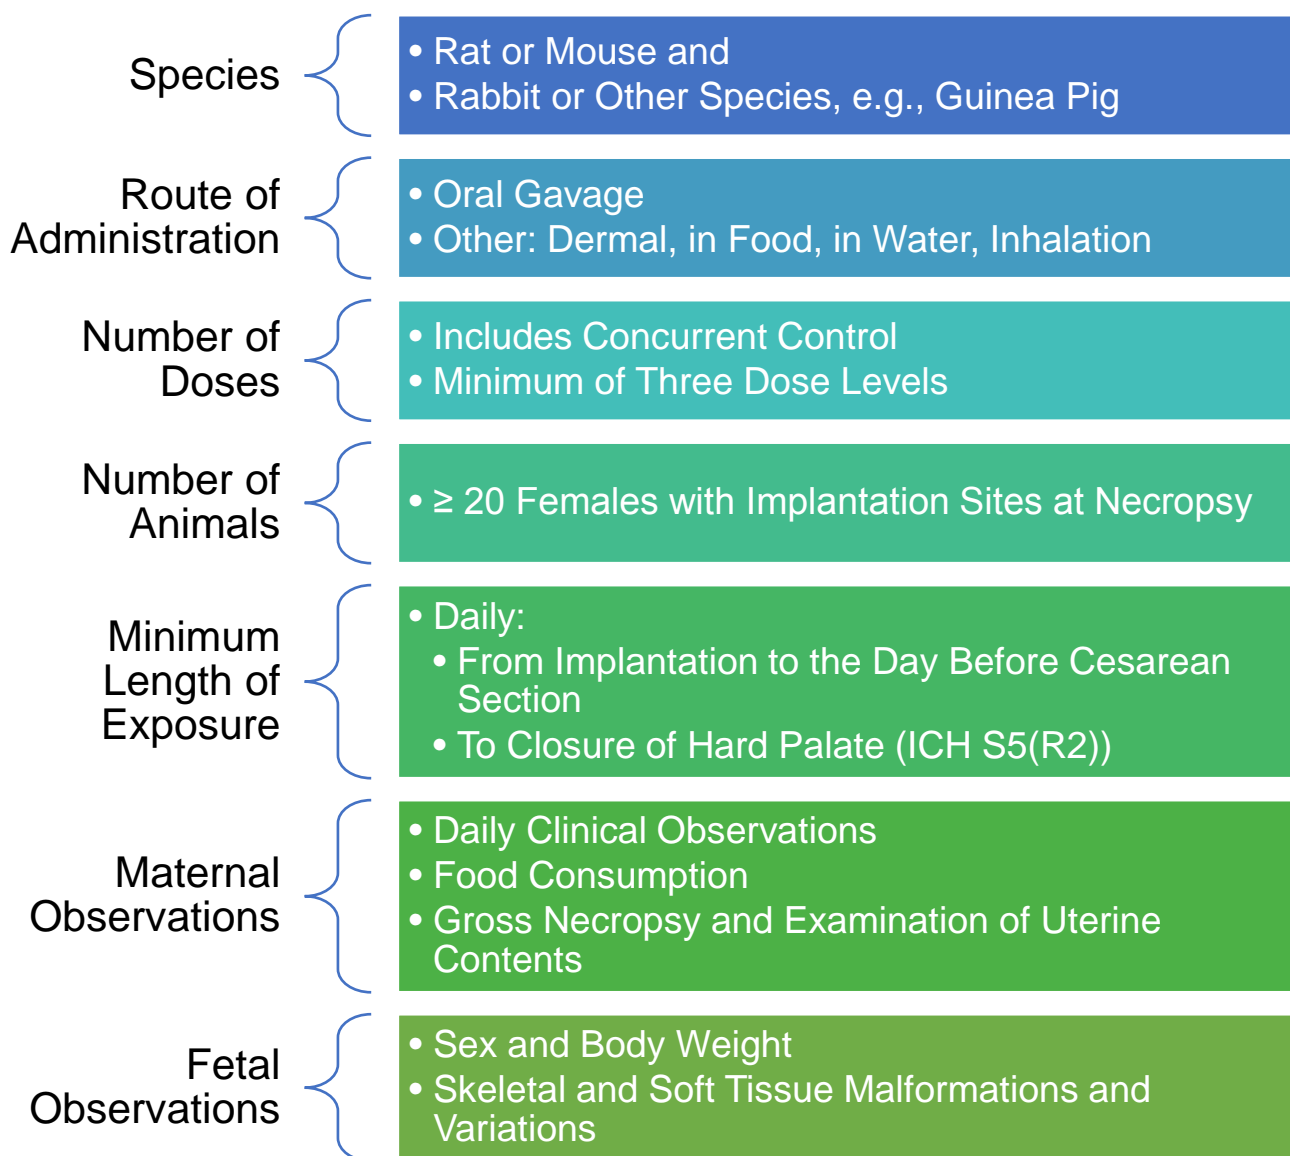 Species
• Rat or Mouse and
• Rabbit or Other Species, e.g., Guinea Pig
Route of
Administration
• Oral Gavage
• Other: Dermal, in Food, in Water, Inhalation
Number of
Doses
• Includes Concurrent Control
• Minimum of Three Dose Levels
Number of
Animals
• ≥ 20 Females with Implantation Sites at Necropsy
Minimum
Length of
Exposure
• Daily:
• From Implantation to the Day Before Cesarean
Section
• To Closure of Hard Palate (ICH S5(R2))
Maternal
Observations
• Daily Clinical Observations
• Food Consumption
• Gross Necropsy and Examination of Uterine
Contents
Fetal
Observations
• Sex and Body Weight
• Skeletal and Soft Tissue Malformations and
Variations